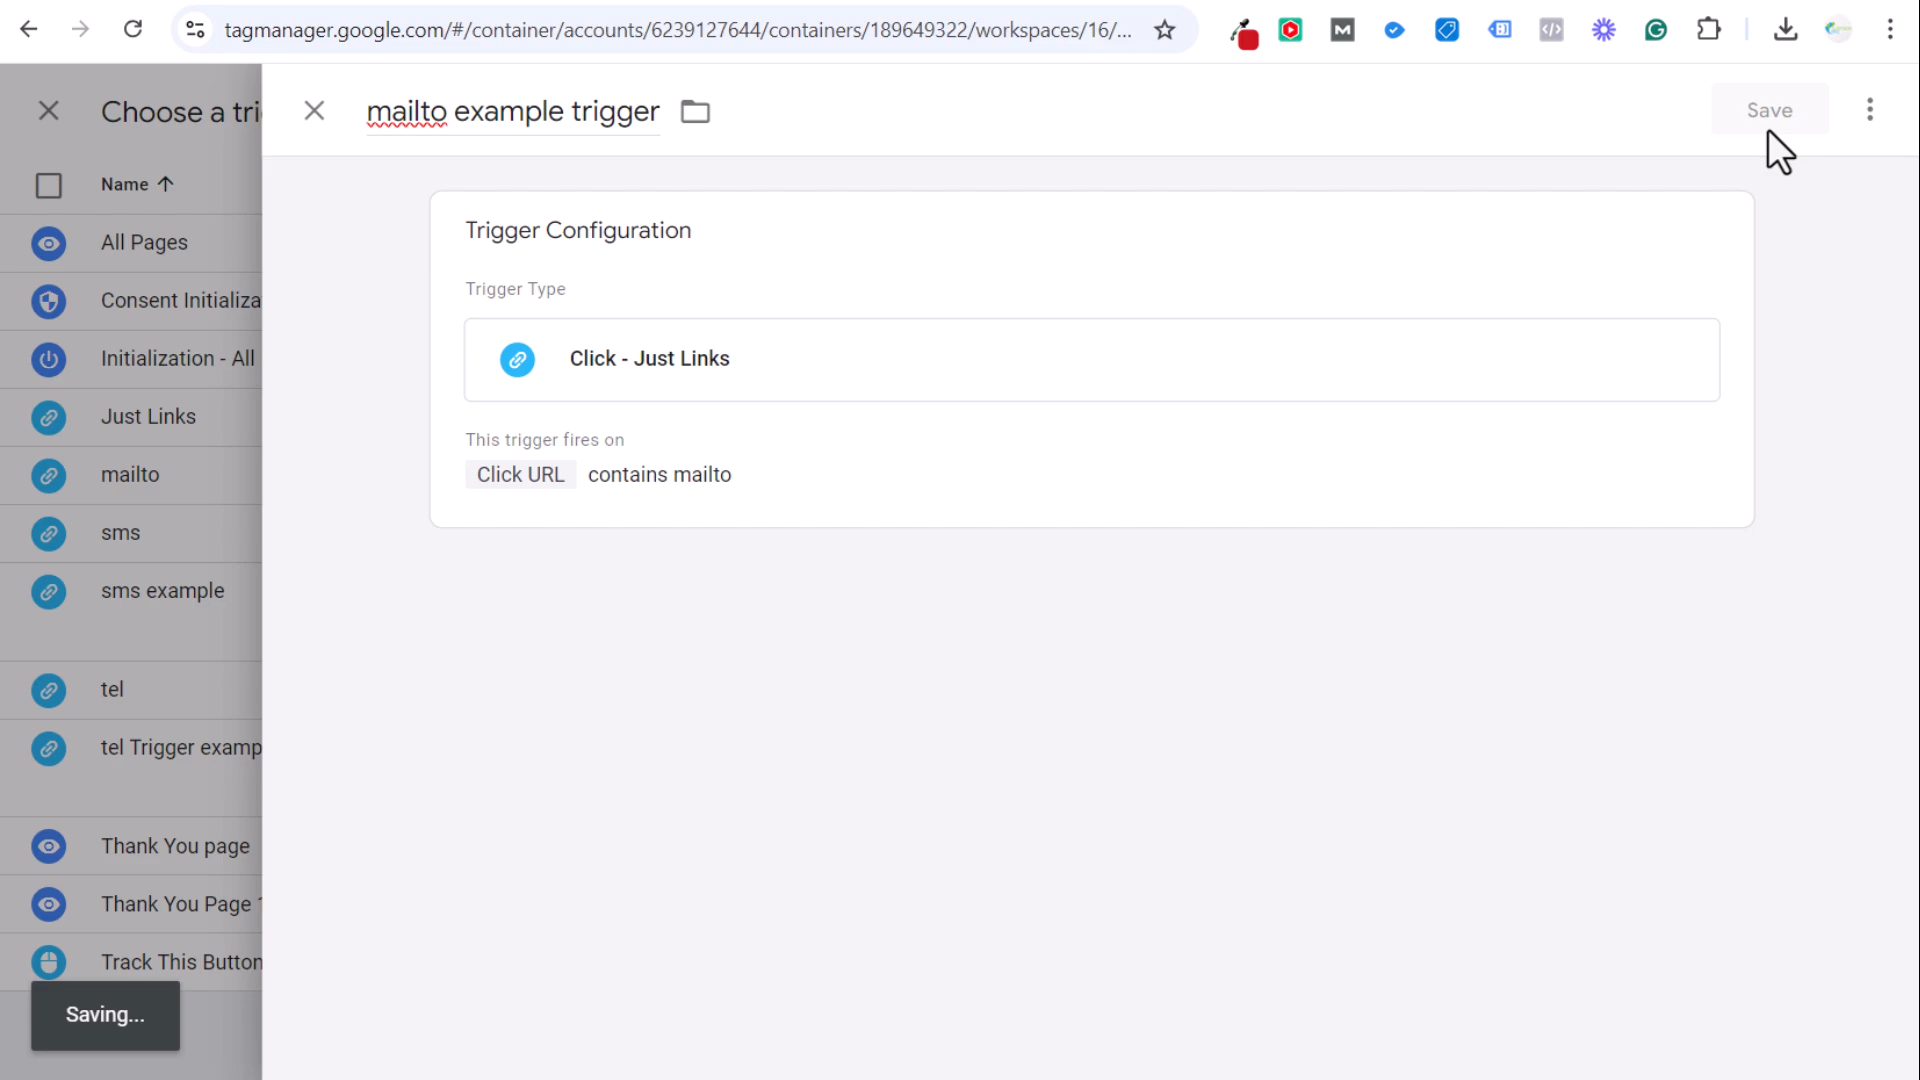 tagmanager.google.com/#/container/accounts/6239127644/containers/189649322/workspaces/16/...
Choose a tri
mailto example trigger
Save
Name
All Pages
Consent Initializa
Initialization - All
Just Links
mailto
sms
sms example
tel
tel Trigger examp
Thank You page
Thank You Page 1
Track This Button
Saving...
Trigger Configuration
Trigger Type
Click - Just Links
This trigger fires on
Click URL contains mailto